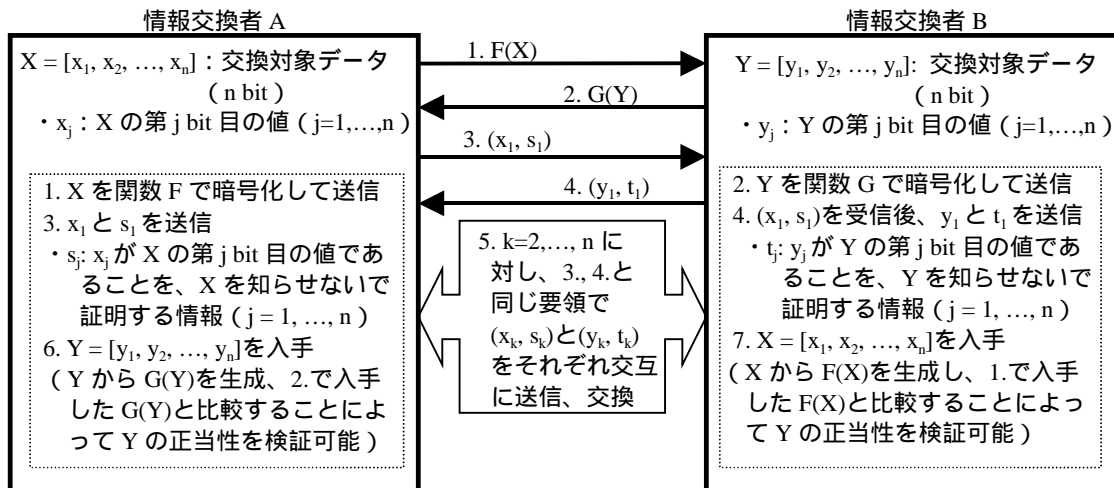 情報交換者 A
X = [x1, x2, …, xn]：交換対象データ
（n bit）
・xj：X の第 j bit 目の値（j=1,…,n）
1. X を関数 F で暗号化して送信
3. x1 と s1 を送信
・sj: xj が X の第 j bit 目の値であ
ることを、X を知らせないで
証明する情報（j = 1, …, n）
6. Y = [y1, y2, …, yn]を入手
（Y から G(Y)を生成、2.で入手
した G(Y)と比較することによ
って Y の正当性を検証可能）
1. F(X)
2. G(Y)
3. (x1, s1)
4. (y1, t1)
5. k=2,…, n に
対し、3., 4.と
同じ要領で
(xk, sk)と(yk, tk)
をそれぞれ交互
に送信、交換
情報交換者 B
Y = [y1, y2, …, yn]: 交換対象データ
（n bit）
・yj：Y の第 j bit 目の値（j=1,…,n）
2. Y を関数 G で暗号化して送信
4. (x1, s1)を受信後、y1 と t1 を送信
・tj: yj が Y の第 j bit 目の値であ
ることを、Y を知らせないで
証明する情報（j = 1, …, n）
7. X = [x1, x2, …, xn]を入手
（X から F(X)を生成し、1.で入手
した F(X)と比較することによっ
て Y の正当性を検証可能）